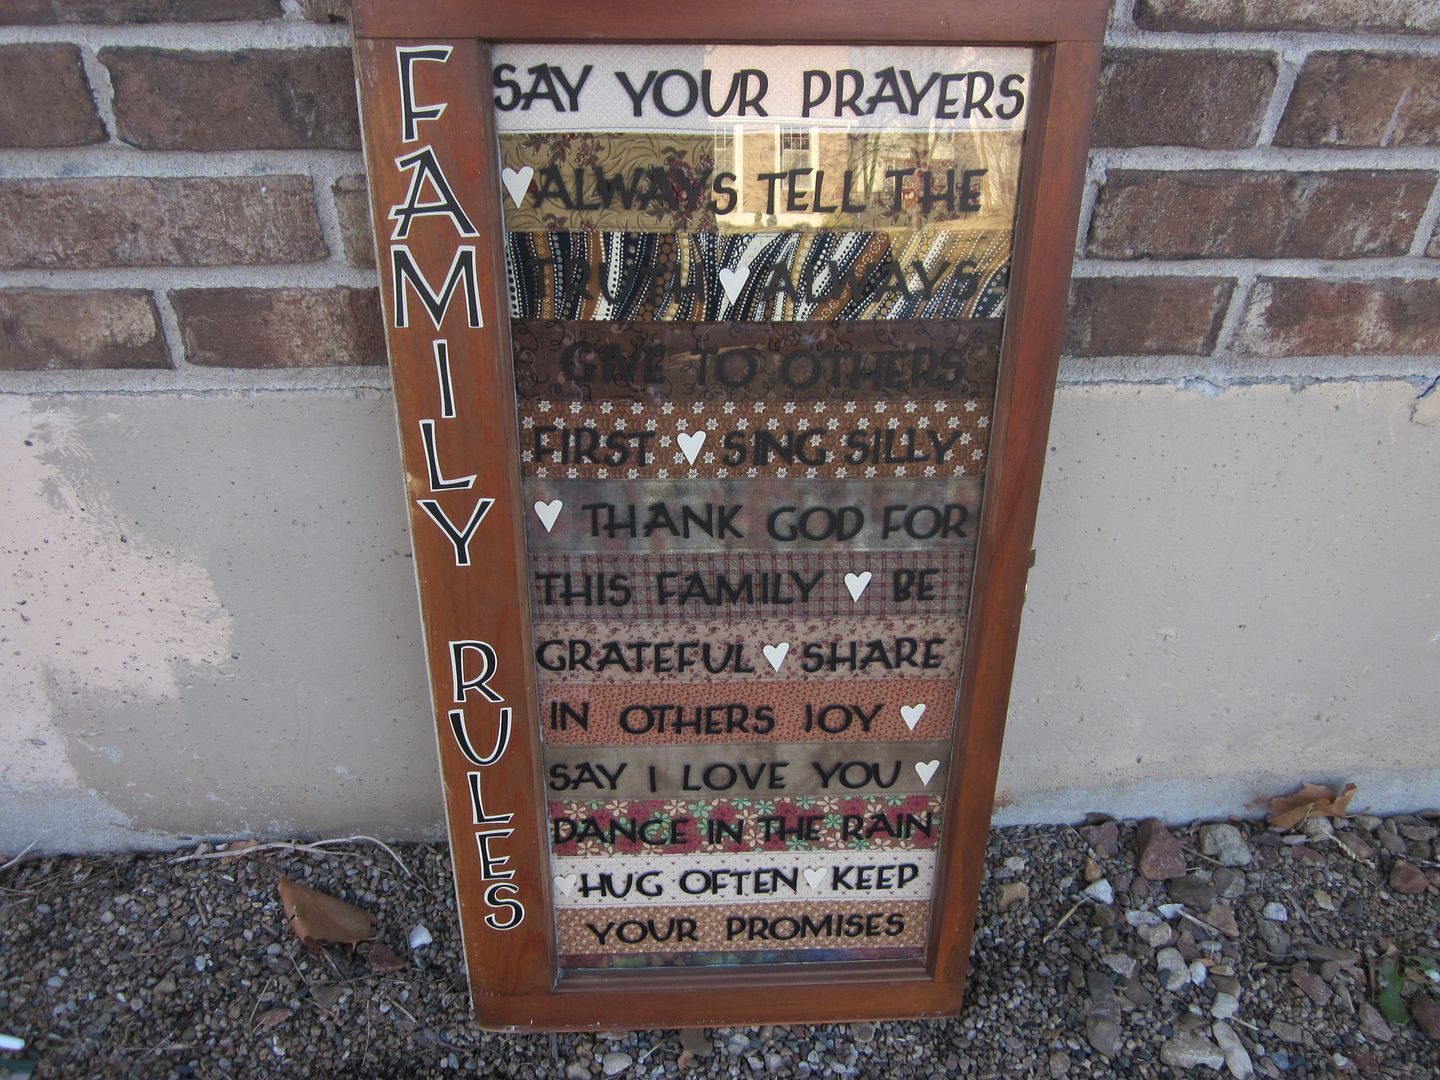 FAMILY RULES
SAY YOUR PRAYERS
ALWAYS TELL THE
TRUTH ALWAYS
GIVE TO OTHERS
FIRST SING SILLY
THANK GOD FOR
THIS FAMILY BE
GRATEFUL SHARE
IN OTHERS JOY
SAY I LOVE YOU
DANCE IN THE RAIN
HUG OFTEN KEEP
YOUR PROMISES